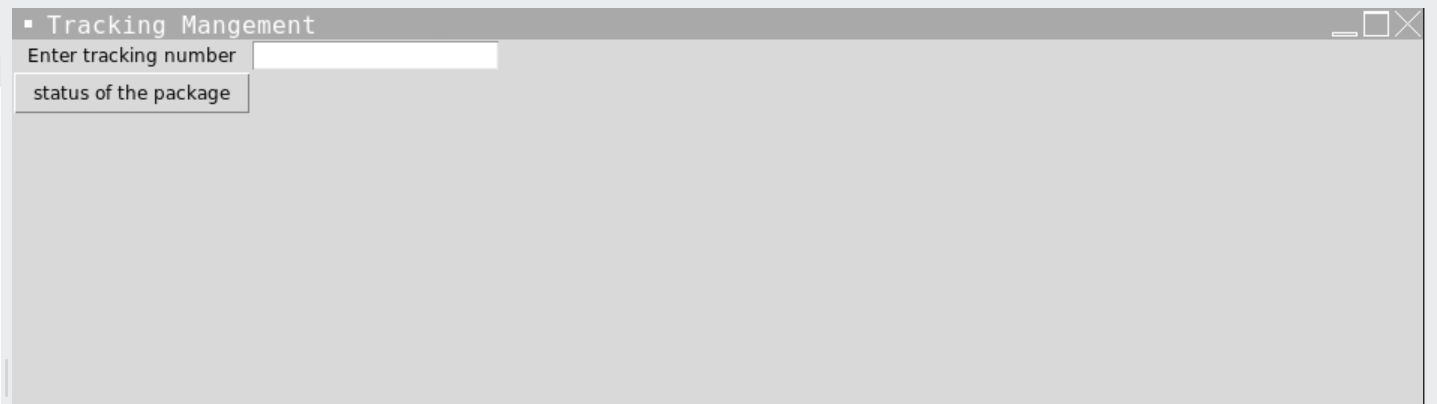 Tracking Mangement
Enter tracking number
status of the package